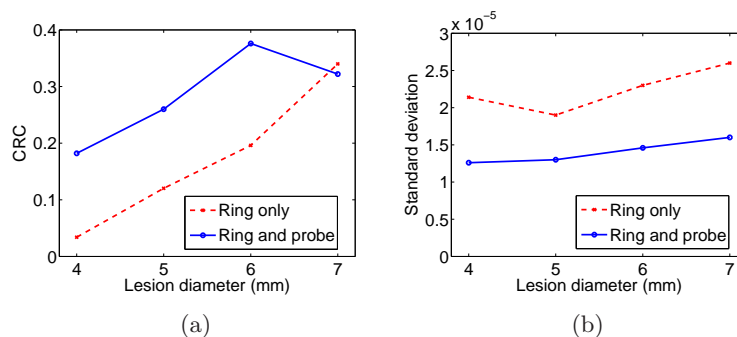 0.4
0.3
0.2
0.1
0
CRC
4 5 6 7
Lesion diameter (mm)
Ring only
Ring and probe
(a)
3 x 10^-5
2.5
2
1.5
1
0.5
0
Standard deviation
4 5 6 7
Lesion diameter (mm)
Ring only
Ring and probe
(b)